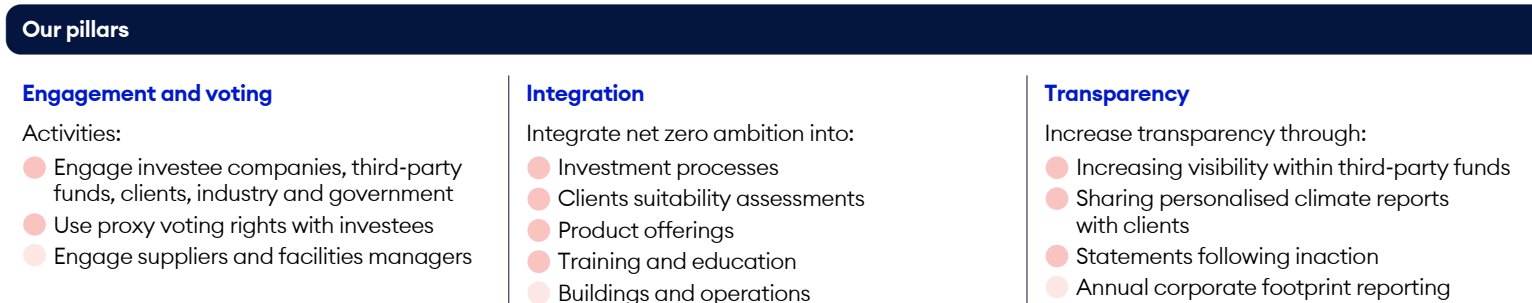 Our pillars
Engagement and voting
Activities:
Engage investee companies, third-party
funds, clients, industry and government
Use proxy voting rights with investees
Engage suppliers and facilities managers
Integration
Integrate net zero ambition into:
Investment processes
Clients suitability assessments
Product offerings
Training and education
Buildings and operations
Transparency
Increase transparency through:
Increasing visibility within third-party funds
Sharing personalised climate reports
with clients
Statements following inaction
Annual corporate footprint reporting